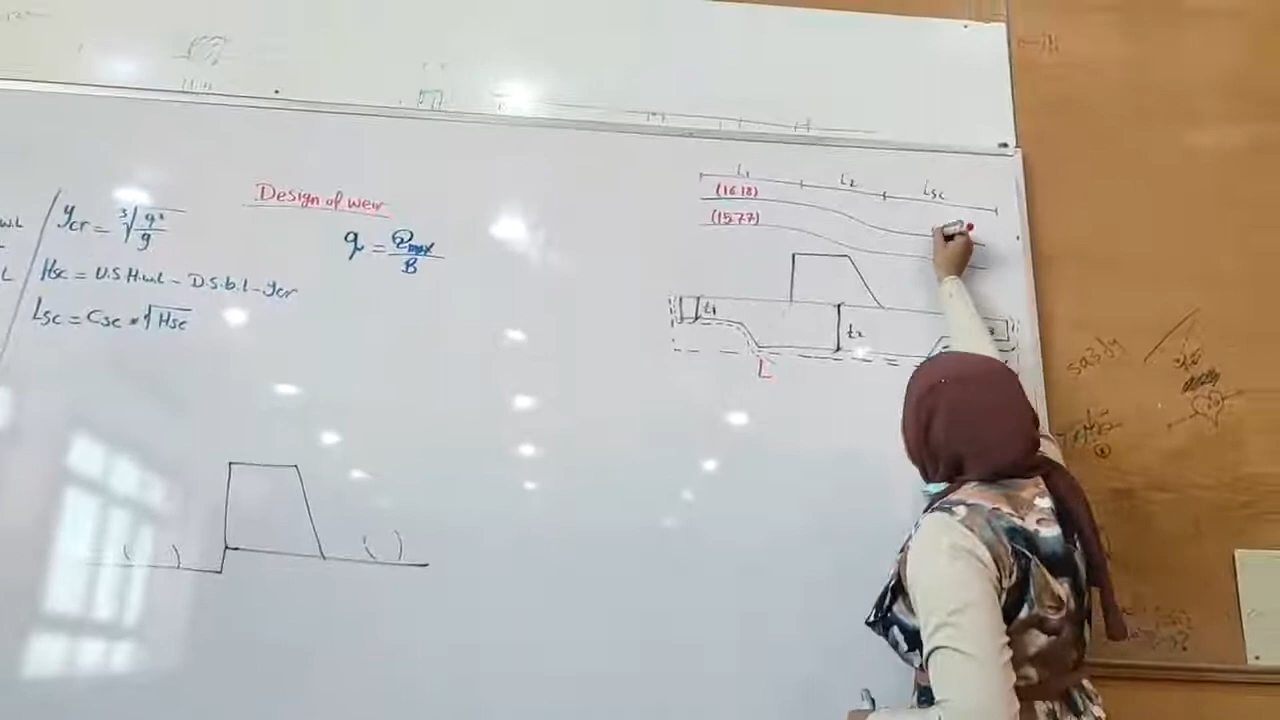 Design of weir
w.L
L
ycr = ∛(q²/g)
Hsc = U.S.H.w.L - D.S.b.L - ycr
Lsc = Csc * √Hsc
q = Qmax/B
L1 L2 Lsc
(16.18)
(15.77)
t1
t2
L
( ) ( )
sa3dy